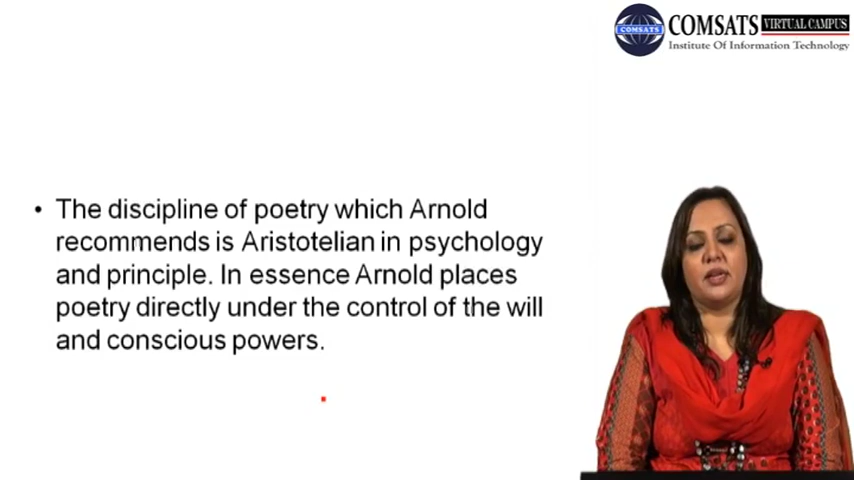 COMSATS VIRTUAL CAMPUS
COMSATS
Institute Of Information Technology
• The discipline of poetry which Arnold
recommends is Aristotelian in psychology
and principle. In essence Arnold places
poetry directly under the control of the will
and conscious powers.